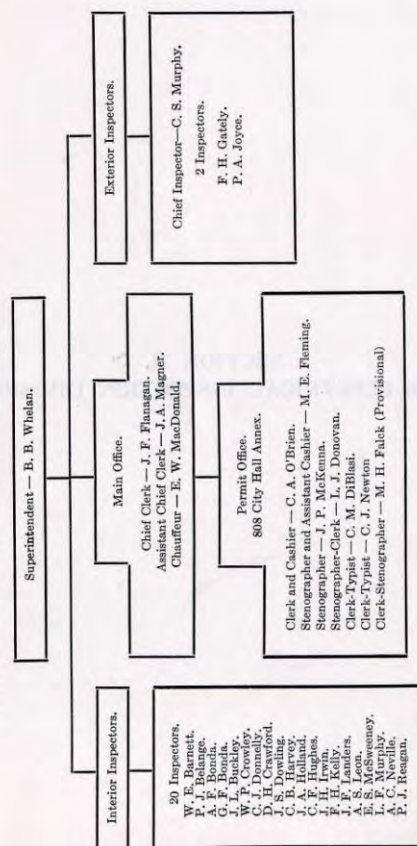 Superintendent — B. B. Whelan.
Interior Inspectors.
20 Inspectors.
W. E. Barnett.
P. J. Belange.
A. F. Bonda.
G. F. Bonda.
J. L. Buckley.
W. P. Crowley.
C. J. Donnelly.
D. H. Crawford.
J. S. Dowling.
C. B. Harvey.
J. A. Holland.
C. F. Hughes.
J. H. Irwin.
F. H. Kelly.
J. F. Landers.
A. S. Leon.
E. S. McSweeney.
L. F. Murphy.
A. C. Neville.
P. J. Reagan.
Main Office.
Chief Clerk — J. F. Flanagan.
Assistant Chief Clerk — J. A. Magner.
Chauffeur — E. W. MacDonald.
Permit Office.
808 City Hall Annex.
Clerk and Cashier — C. A. O'Brien.
Stenographer and Assistant Cashier — M. E. Fleming.
Stenographer — J. P. McKenna.
Stenographer-Clerk — L. J. Donovan.
Clerk-Typist — C. M. DiBlasi.
Clerk-Typist — C. J. Newton
Clerk-Stenographer — M. H. Falck (Provisional)
Exterior Inspectors.
Chief Inspector — C. S. Murphy.
2 Inspectors.
F. H. Gately.
P. A. Joyce.